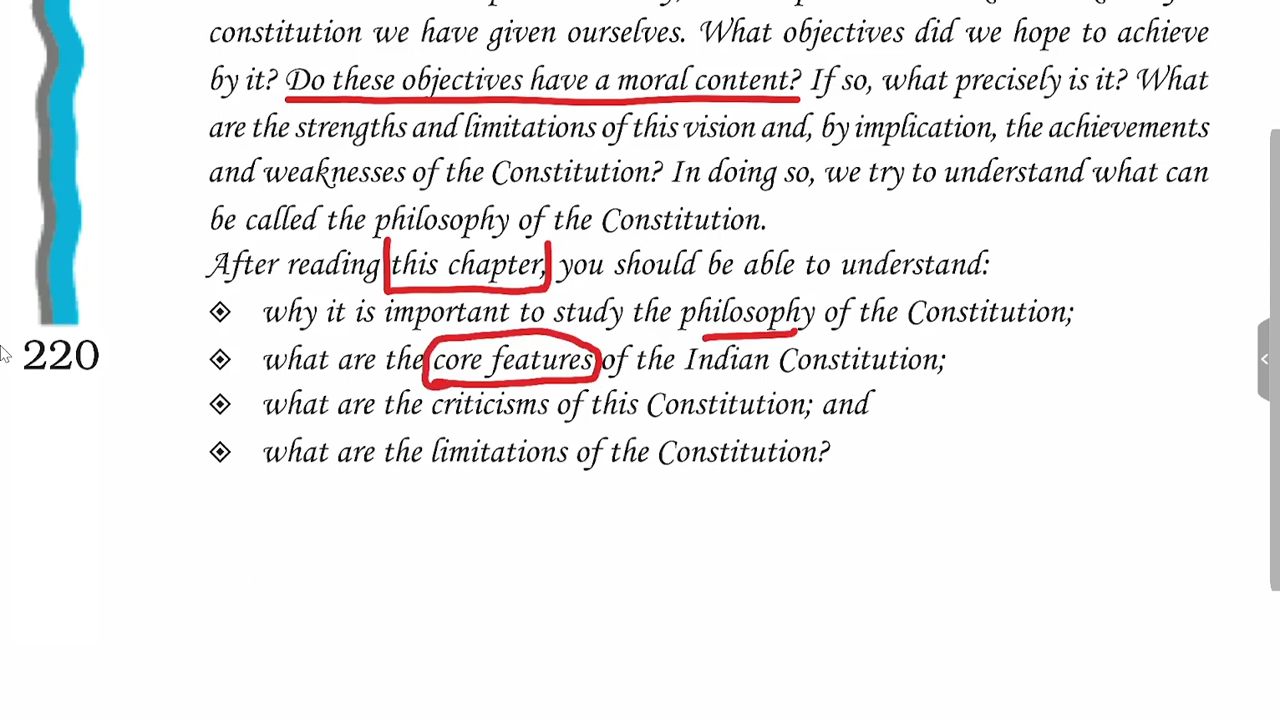 constitution we have given ourselves. What objectives did we hope to achieve
by it? Do these objectives have a moral content? If so, what precisely is it? What
are the strengths and limitations of this vision and, by implication, the achievements
and weaknesses of the Constitution? In doing so, we try to understand what can
be called the philosophy of the Constitution.
After reading this chapter, you should be able to understand:
◈ why it is important to study the philosophy of the Constitution;
◈ what are the core features of the Indian Constitution;
220
◈ what are the criticisms of this Constitution; and
◈ what are the limitations of the Constitution?